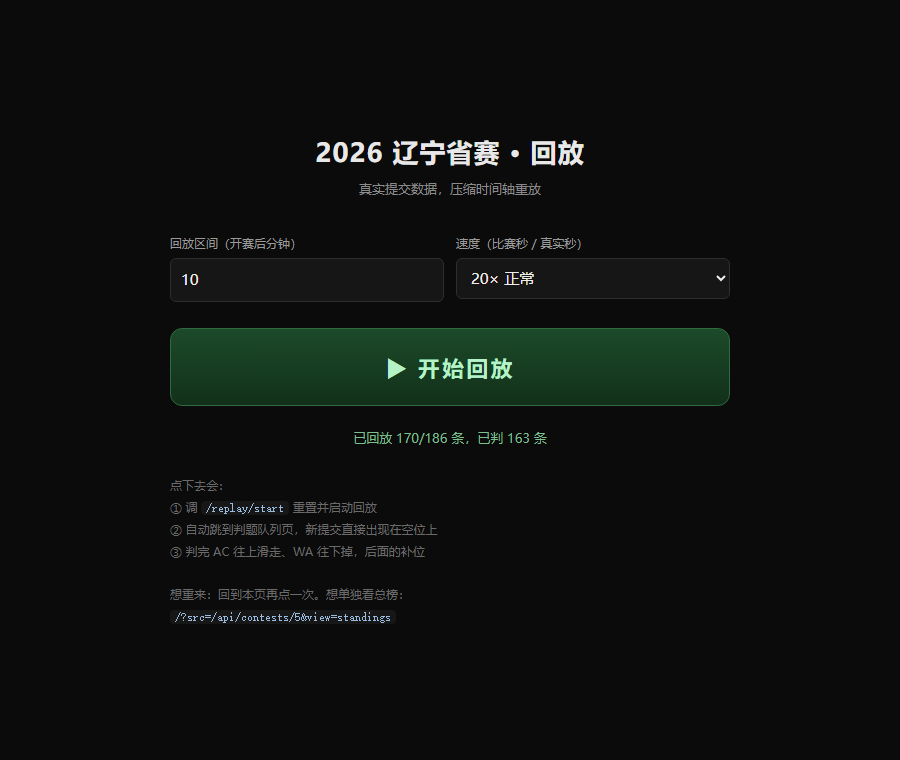 2026 辽宁省赛 · 回放
真实提交数据，压缩时间轴重放
回放区间（开赛后分钟）
速度（比赛秒 / 真实秒）
10
20× 正常
▶ 开始回放
已回放 170/186 条，已判 163 条
点下去会：
① 调 /replay/start 重置并启动回放
② 自动跳到判题队列页，新提交直接出现在空位上
③ 判完 AC 往上滑走、WA 往下掉，后面的补位
想重来：回到本页再点一次。想单独看总榜：
/?src=/api/contests/5&view=standings